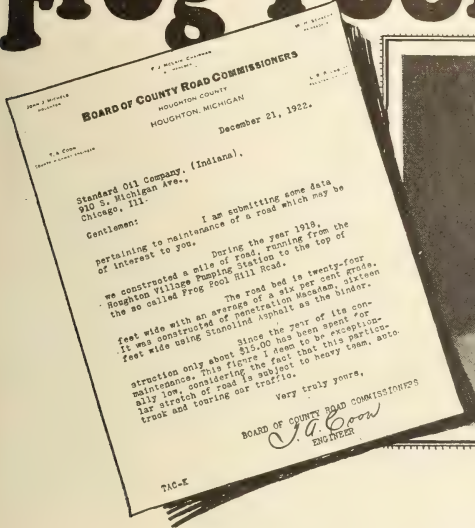 Frog Poo
F J McLain Chairman
Member
John J Michels
Board of County Road Commissioners
Houghton County
Houghton, Michigan
T. A. Coon
December 21, 1922.
Standard Oil Company. (Indiana),
910 S. Michigan Ave.,
Chicago, Ill.
Gentlemen:
I am submitting some data
pertaining to maintenance of a road which may be
of interest to you.
During the year 1918,
we constructed a mile of road, running from the
Houghton Village Pumping Station to the top of
the so called Frog Pool Hill Road.
The road bed is twenty-four
feet wide with an average of a six per cent grade.
It was constructed of penetration Macadam, sixteen
feet wide using Stanolind Asphalt as the binder.
Since the year of its con-
struction only about $15.00 has been spent for
maintenance. This figure I deem to be exception-
ally low, considering the fact that this particu-
lar stretch of road is subject to heavy team, auto-
truck and touring car traffic.
Very truly yours,
BOARD OF COUNTY ROAD COMMISSIONERS
T. A. Coon
ENGINEER
TAC-K